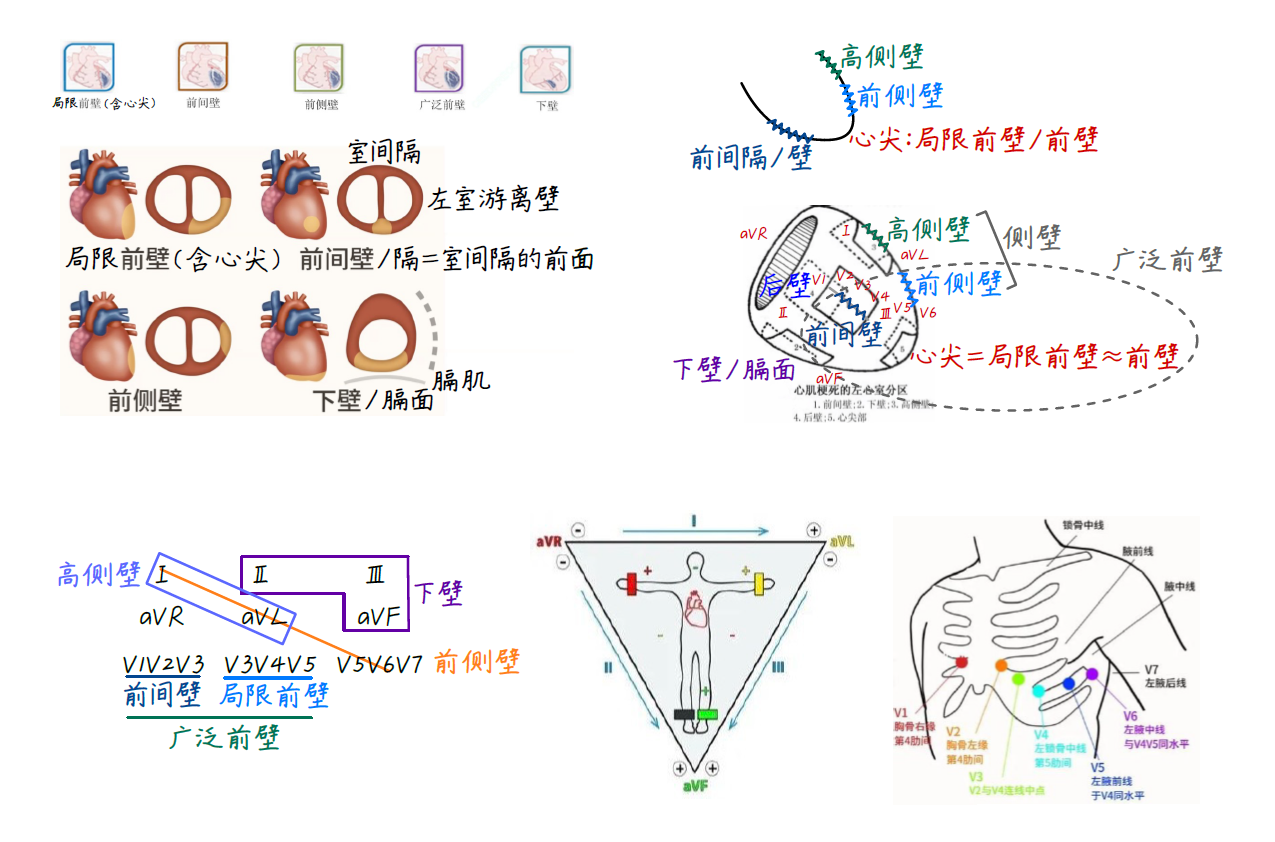 局限前壁(含心尖)
前间壁
前侧壁
广泛前壁
下壁
室间隔
左室游离壁
局限前壁(含心尖)
前间壁/隔=室间隔的前面
前侧壁
下壁/膈面
膈肌
高侧壁
前侧壁
心尖:局限前壁/前壁
前间隔/壁
aVR
I
3
高侧壁
aVL
侧壁
广泛前壁
后壁
V1
V2
V3
V4
V5
V6
前侧壁
II
III
前间壁
2
5
心尖=局限前壁≈前壁
下壁/膈面
aVF
心肌梗死的左心室分区
1.前间壁;2.下壁;3.高侧壁;
4.后壁;5.心尖部
高侧壁
I
II
III
下壁
aVR
aVL
aVF
V1V2V3
V3V4V5
V5V6V7
前侧壁
前间壁
局限前壁
广泛前壁
I
-
+
aVR
aVL
-
-
+
-
+
-
-
II
III
+
+
+
aVF
锁骨中线
腋前线
腋中线
V7
左腋后线
V1
胸骨右缘
第4肋间
V2
胸骨左缘
第4肋间
V3
V2与V4连线中点
V4
左锁骨中线
第5肋间
V5
左腋前线
于V4同水平
V6
左腋中线
与V4V5同水平